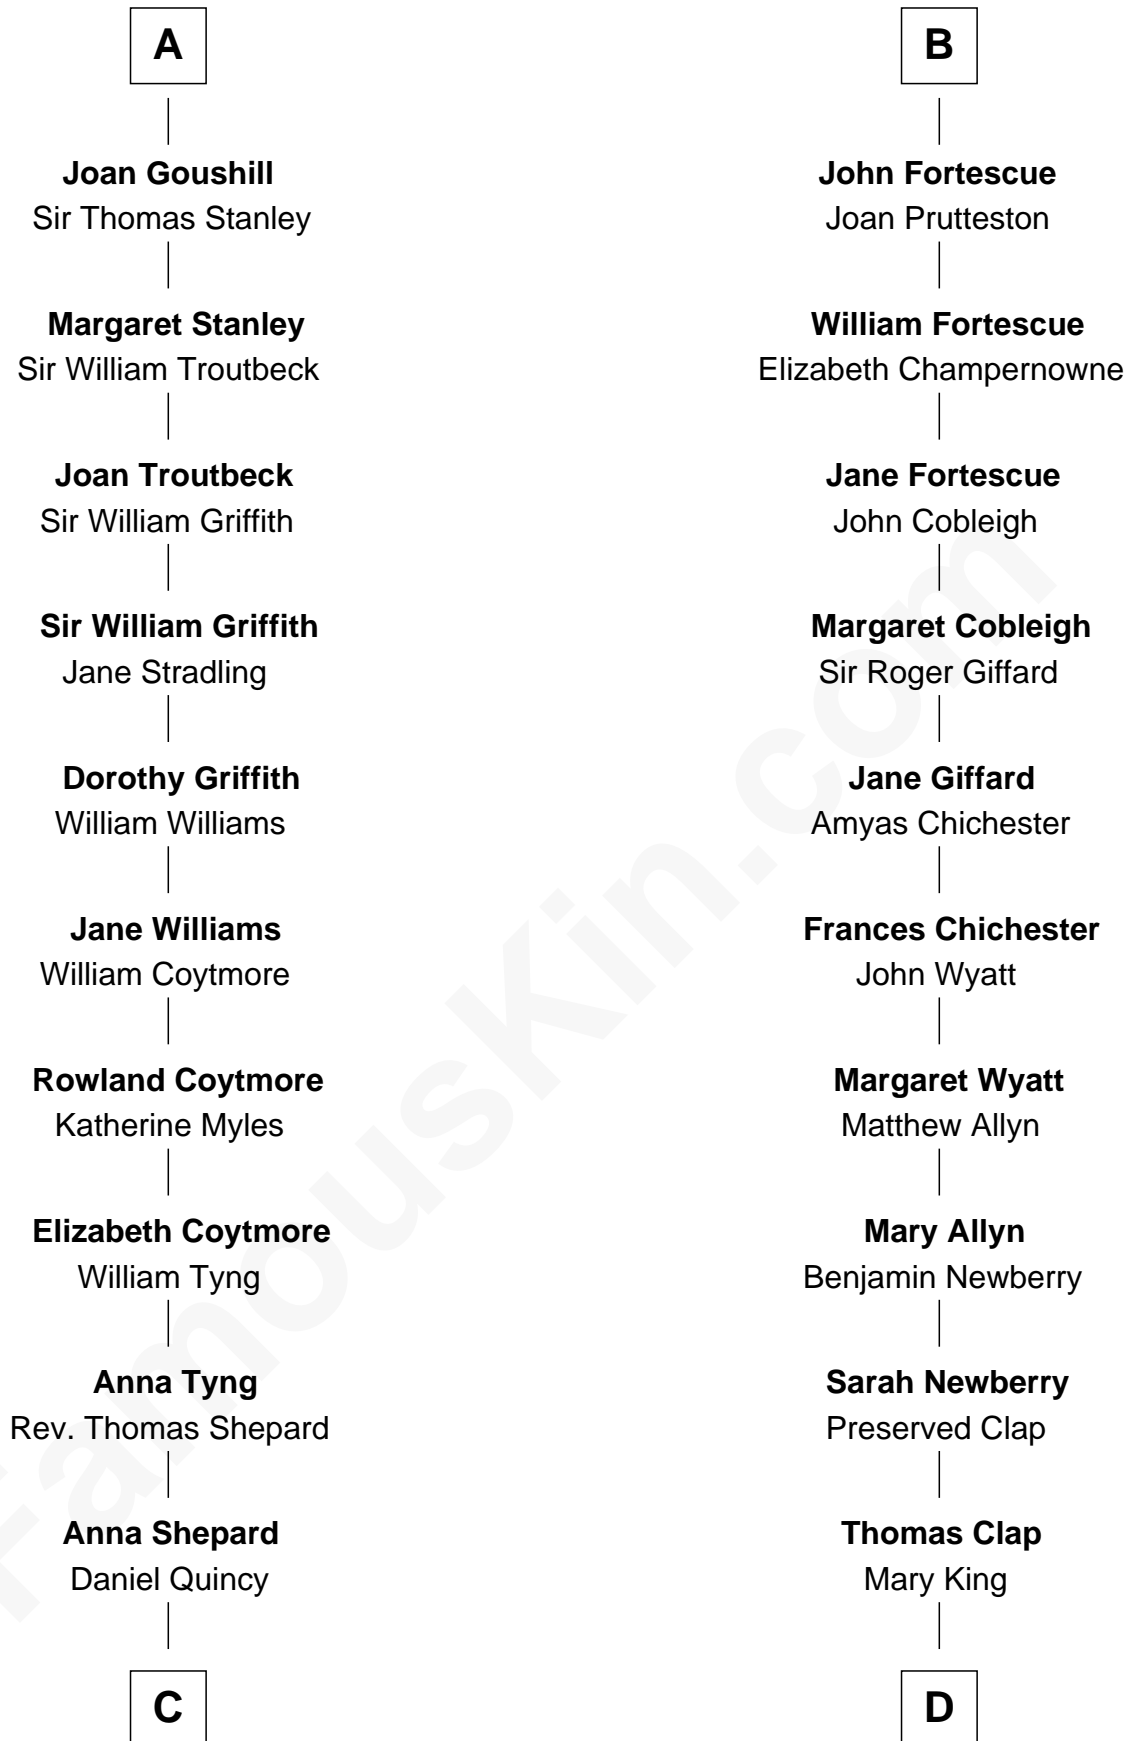 A
Joan Goushill
Sir Thomas Stanley
Margaret Stanley
Sir William Troutbeck
Joan Troutbeck
Sir William Griffith
Sir William Griffith
Jane Stradling
Dorothy Griffith
William Williams
Jane Williams
William Coytmore
Rowland Coytmore
Katherine Myles
Elizabeth Coytmore
William Tyng
Anna Tyng
Rev. Thomas Shepard
Anna Shepard
Daniel Quincy
C
B
John Fortescue
Joan Prutteston
William Fortescue
Elizabeth Champernowne
Jane Fortescue
John Cobleigh
Margaret Cobleigh
Sir Roger Giffard
Jane Giffard
Amyas Chichester
Frances Chichester
John Wyatt
Margaret Wyatt
Matthew Allyn
Mary Allyn
Benjamin Newberry
Sarah Newberry
Preserved Clap
Thomas Clap
Mary King
D
FamousKin.com